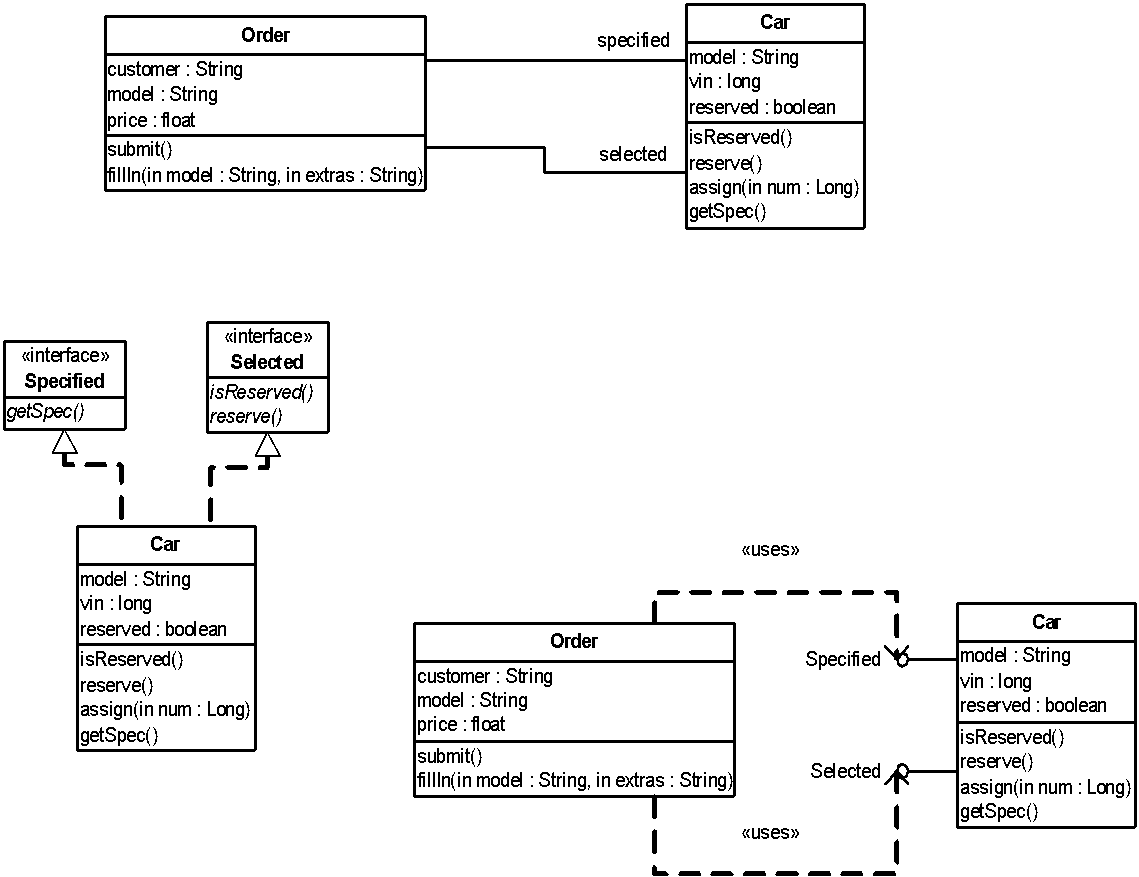 Order
customer : String
model : String
price : float
submit()
fillIn(in model : String, in extras : String)
specified
selected
Car
model : String
vin : long
reserved : boolean
isReserved()
reserve()
assign(in num : Long)
getSpec()
«interface»
Specified
getSpec()
«interface»
Selected
isReserved()
reserve()
Car
model : String
vin : long
reserved : boolean
isReserved()
reserve()
assign(in num : Long)
getSpec()
«uses»
Order
customer : String
model : String
price : float
submit()
fillIn(in model : String, in extras : String)
Specified
Selected
«uses»
Car
model : String
vin : long
reserved : boolean
isReserved()
reserve()
assign(in num : Long)
getSpec()